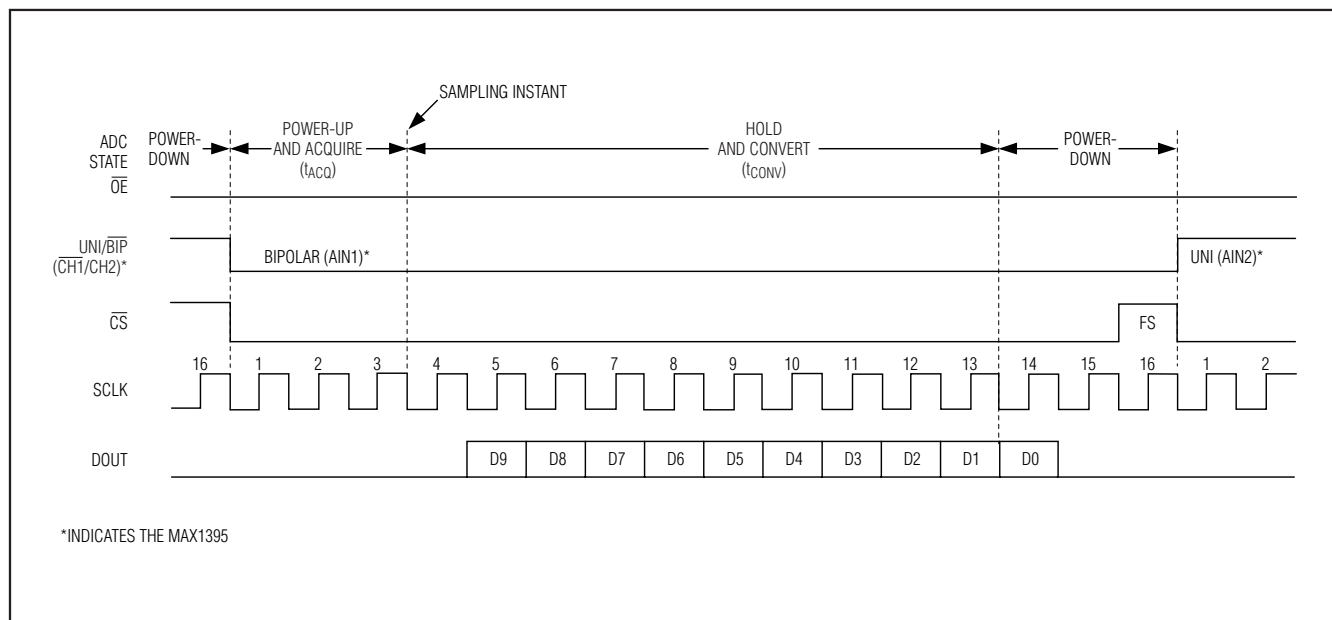 SAMPLING INSTANT
ADC STATE
POWER-DOWN
POWER-UP AND ACQUIRE (tACQ)
HOLD AND CONVERT (tCONV)
POWER-DOWN
OE
UNI/BIP (CH1/CH2)*
BIPOLAR (AIN1)*
UNI (AIN2)*
CS
FS
16 1 2 3 4 5 6 7 8 9 10 11 12 13 14 15 16 1 2
SCLK
DOUT
D9 D8 D7 D6 D5 D4 D3 D2 D1 D0
*INDICATES THE MAX1395